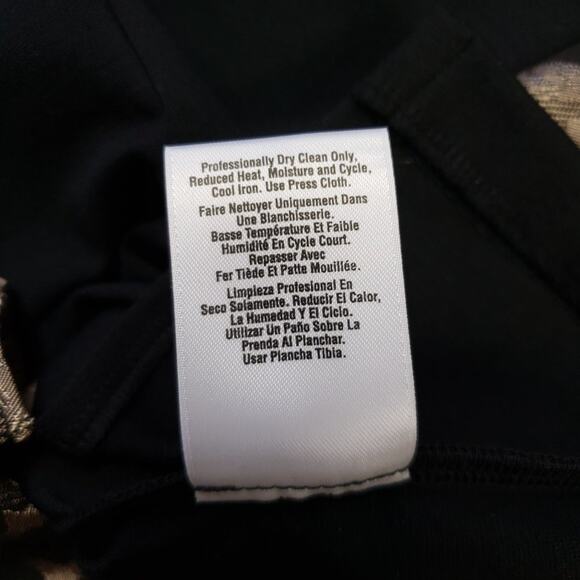 Professionally Dry Clean Only,
Reduced Heat, Moisture and Cycle,
Cool Iron. Use Press Cloth.
Faire Nettoyer Uniquement Dans
Une Blanchisserie.
Basse Température Et Faible
Humidité En Cycle Court.
Repasser Avec
Fer Tiède Et Patte Mouillée.
Limpieza Profesional En
Seco Solamente. Reducir El Calor,
La Humedad Y El Ciclo.
Utilizar Un Paño Sobre La
Prenda Al Planchar.
Usar Plancha Tibia.